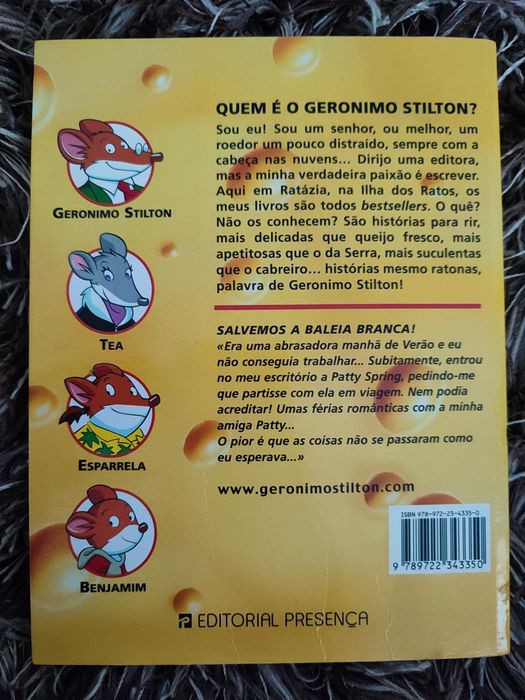 QUEM É O GERONIMO STILTON?
Sou eu! Sou um senhor, ou melhor, um
roedor um pouco distraído, sempre com a
cabeça nas nuvens... Dirijo uma editora,
mas a minha verdadeira paixão é escrever.
Aqui em Ratázia, na Ilha dos Ratos, os
meus livros são todos bestsellers. O quê?
Não os conhecem? São histórias para rir,
mais delicadas que queijo fresco, mais
apetitosas que o da Serra, mais suculentas
que o cabreiro... histórias mesmo ratonas,
palavra de Geronimo Stilton!
GERONIMO STILTON
TEA
ESPARRELA
BENJAMIM
SALVEMOS A BALEIA BRANCA!
«Era uma abrasadora manhã de Verão e eu
não conseguia trabalhar... Subitamente, entrou
no meu escritório a Patty Spring, pedindo-me
que partisse com ela em viagem. Nem podia
acreditar! Umas férias românticas com a minha
amiga Patty...
O pior é que as coisas não se passaram como
eu esperava...»
www.geronimostilton.com
ISBN 978-972-23-4335-0
9 789722 343350
EDITORIAL PRESENÇA